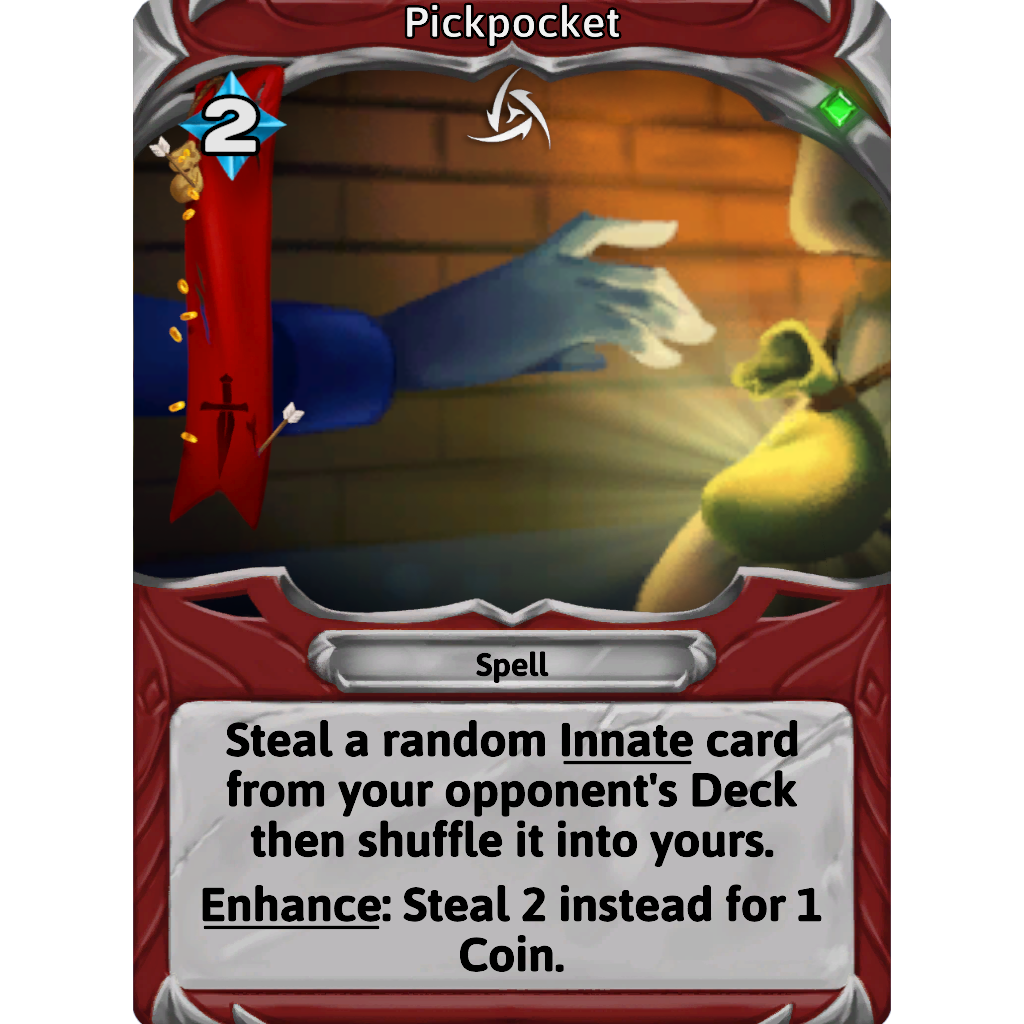 Pickpocket
2
Spell
Steal a random Innate card
from your opponent's Deck
then shuffle it into yours.
Enhance: Steal 2 instead for 1
Coin.